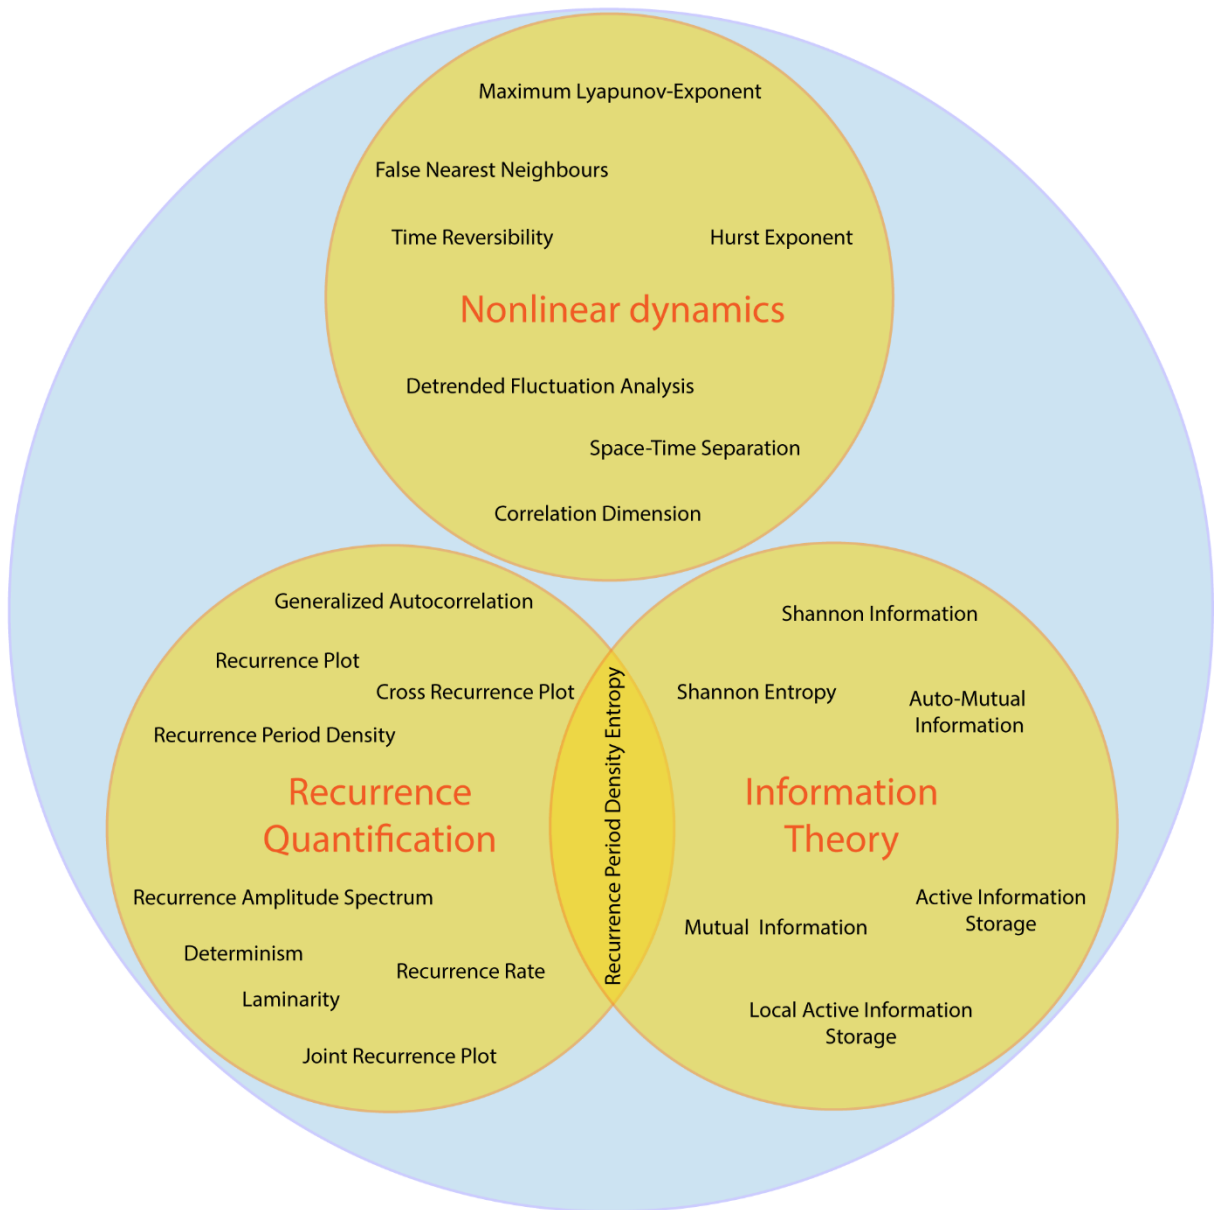 Maximum Lyapunov-Exponent
False Nearest Neighbours
Time Reversibility
Hurst Exponent
Nonlinear dynamics
Detrended Fluctuation Analysis
Space-Time Separation
Correlation Dimension
Generalized Autocorrelation
Recurrence Plot
Cross Recurrence Plot
Recurrence Period Density
Recurrence
Quantification
Recurrence Amplitude Spectrum
Determinism
Recurrence Rate
Laminarity
Joint Recurrence Plot
Recurrence Period Density Entropy
Shannon Information
Shannon Entropy
Auto-Mutual
Information
Information
Theory
Active Information
Storage
Mutual  Information
Local Active Information
Storage